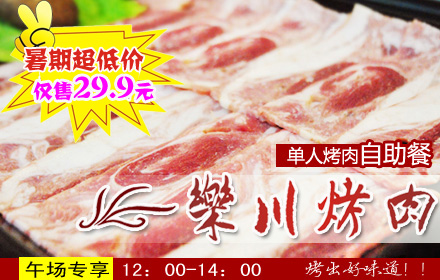 暑期超低价
仅售29.9元
单人烤肉自助餐
樂川烤肉
午场专享 12：00-14：00 烤出好味道！！